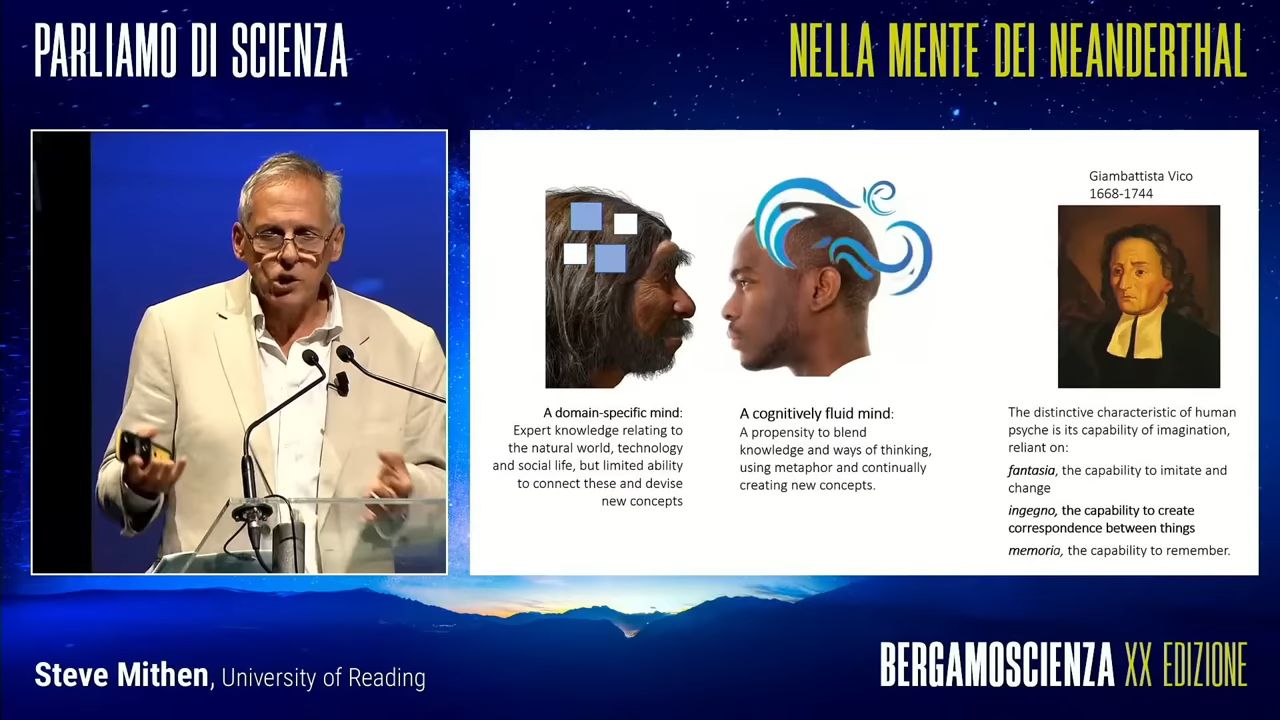 PARLIAMO DI SCIENZA
NELLA MENTE DEI NEANDERTHAL
Giambattista Vico
1668-1744
A domain-specific mind:
Expert knowledge relating to
the natural world, technology
and social life, but limited ability
to connect these and devise
new concepts
A cognitively fluid mind:
A propensity to blend
knowledge and ways of thinking,
using metaphor and continually
creating new concepts.
The distinctive characteristic of human
psyche is its capability of imagination,
reliant on:
fantasia, the capability to imitate and
change
ingegno, the capability to create
correspondence between things
memoria, the capability to remember.
Steve Mithen, University of Reading
BERGAMOSCIENZA XX EDIZIONE